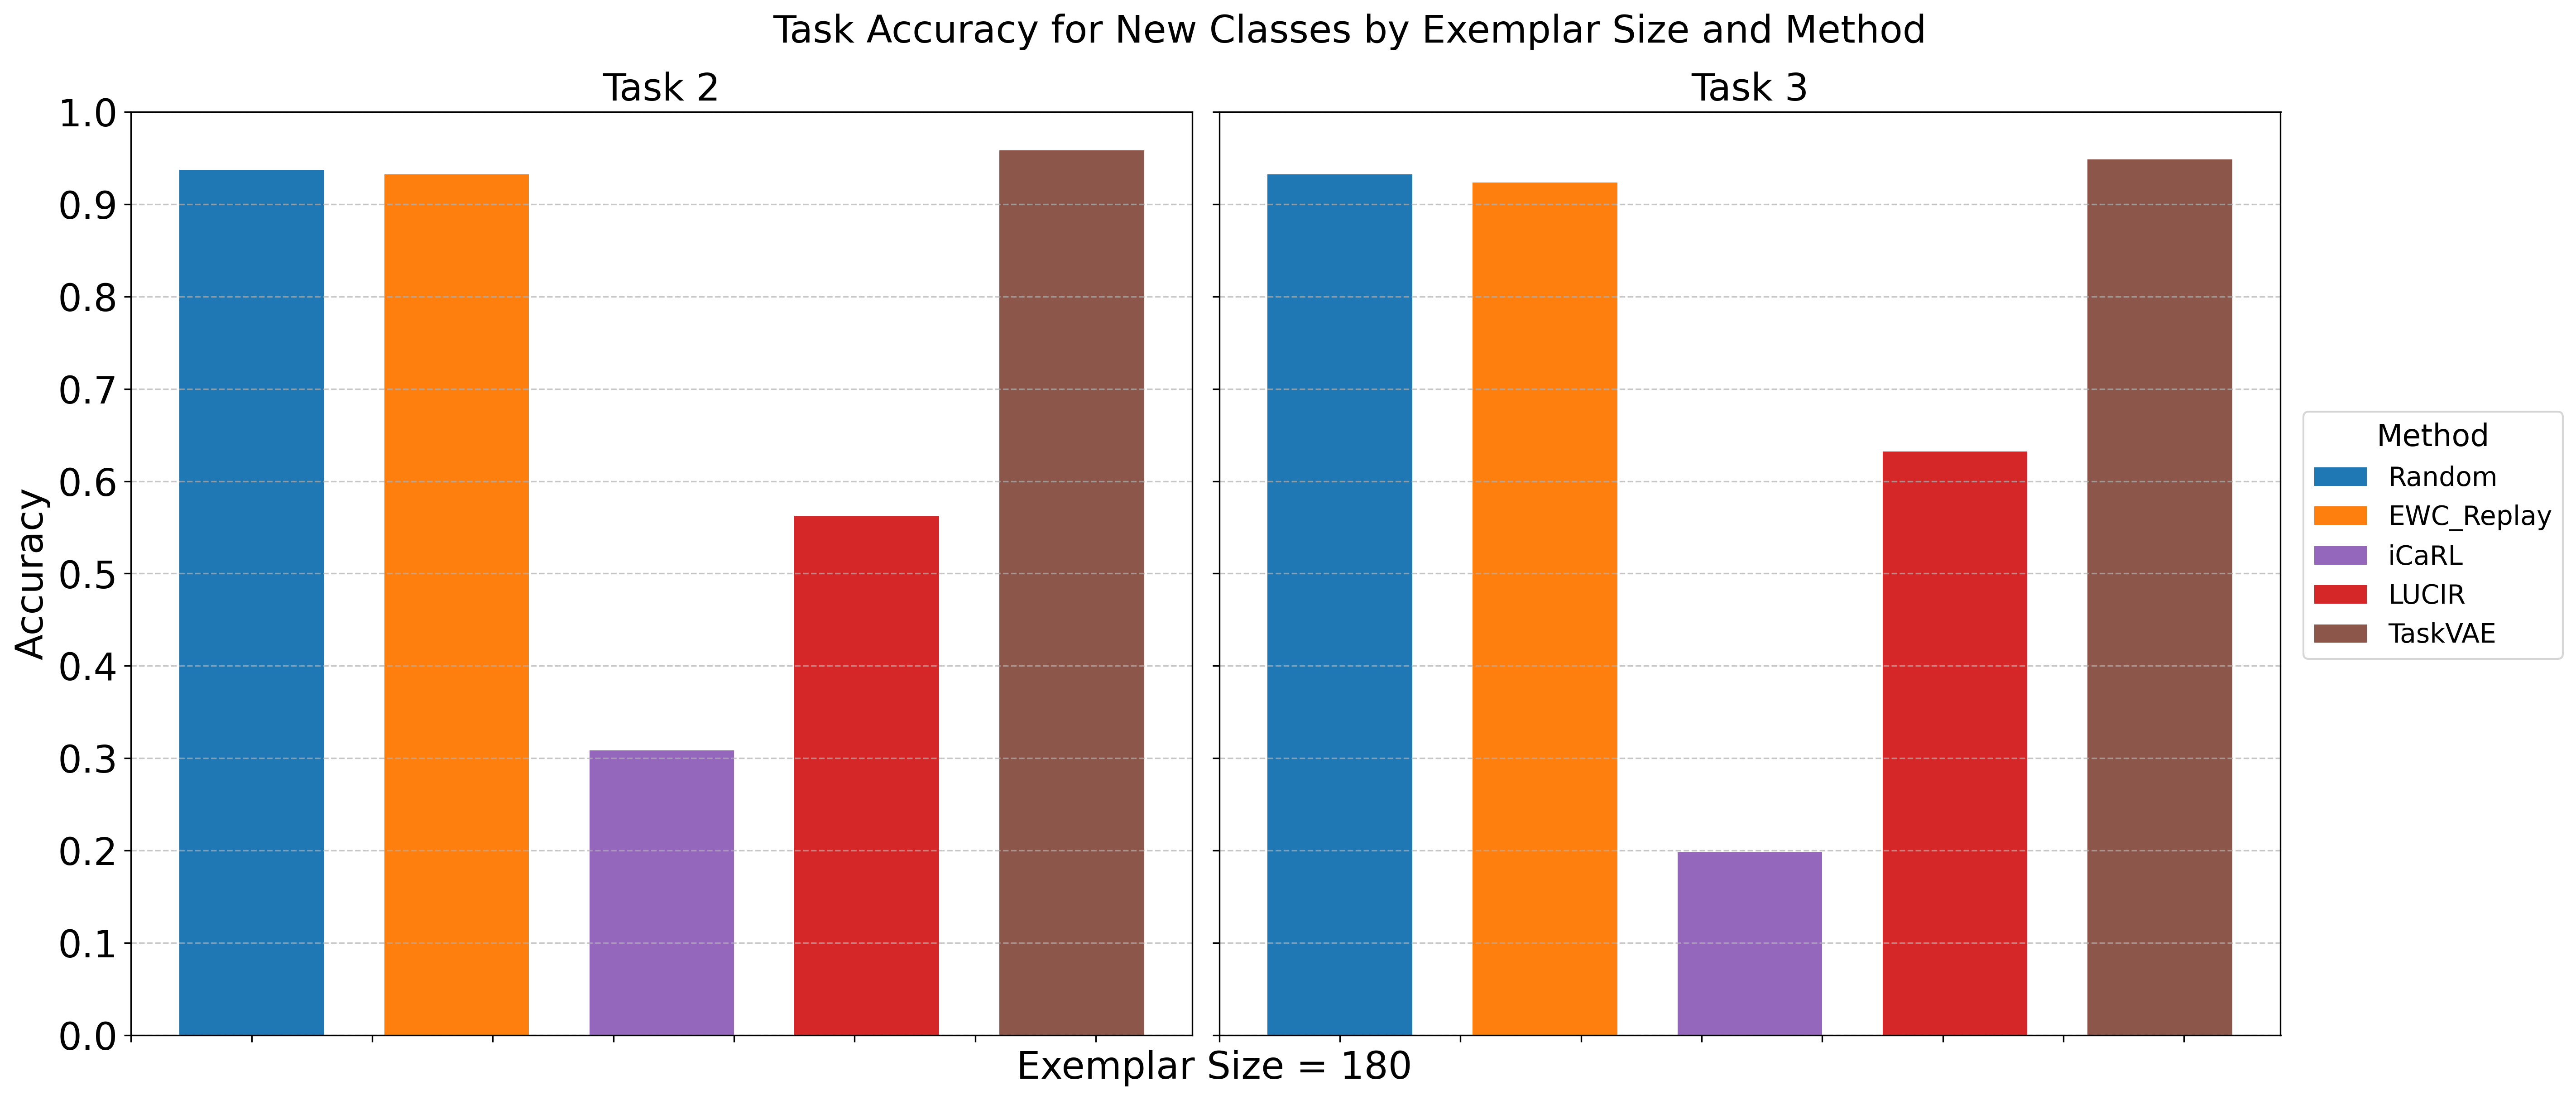 Task Accuracy for New Classes by Exemplar Size and Method
Task 2
Task 3
1.0
0.9
0.8
0.7
0.6
0.5
0.4
0.3
0.2
0.1
0.0
Accuracy
Exemplar Size = 180
Method
Random
EWC_Replay
iCaRL
LUCIR
TaskVAE